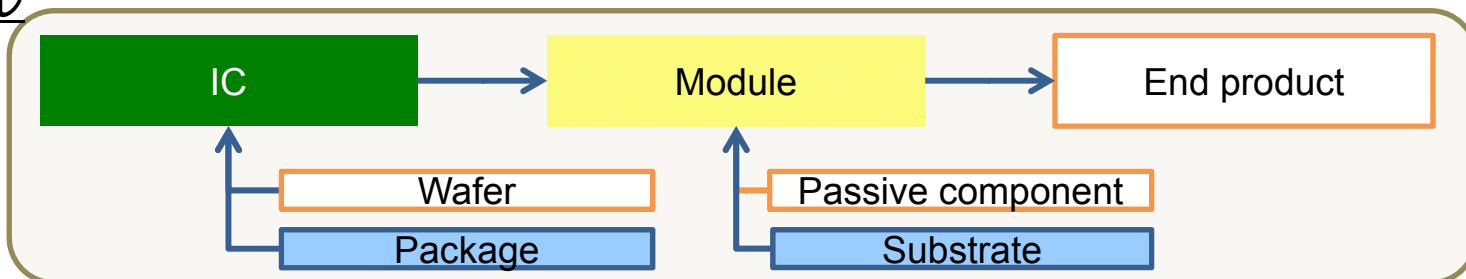 IC
Module
End product
Wafer
Passive component
Package
Substrate